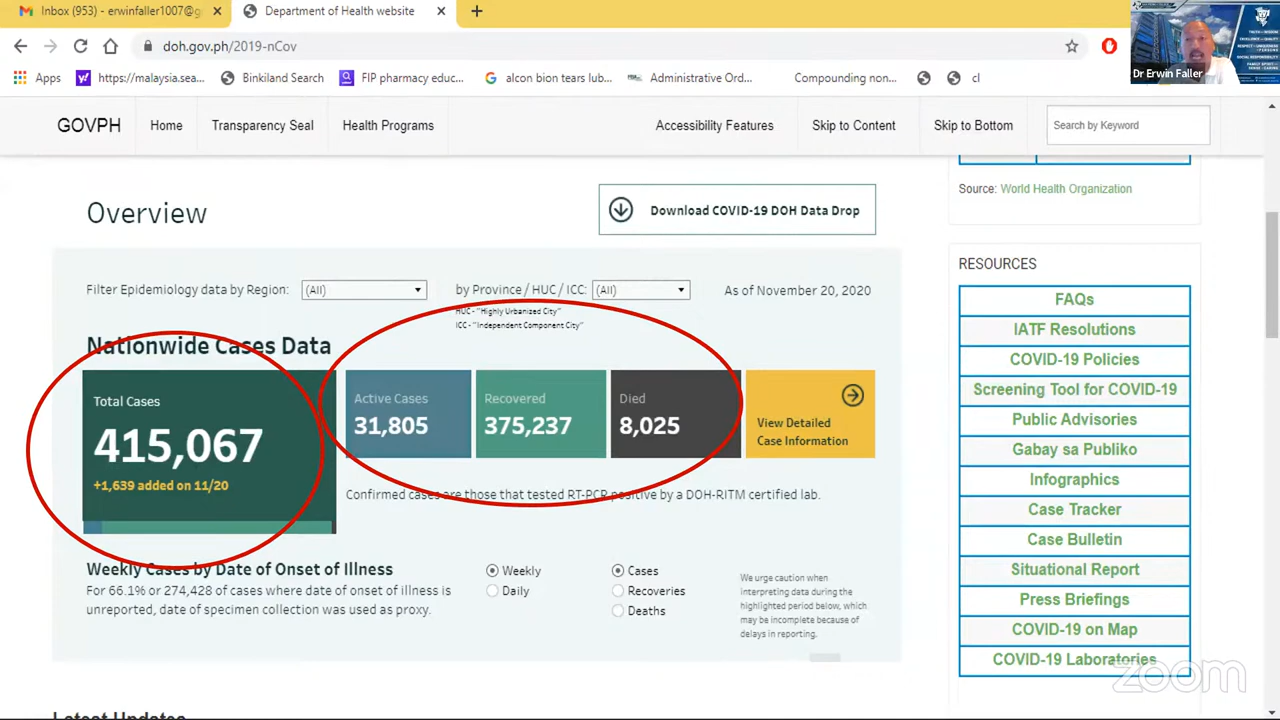 Inbox (953) - erwinfaller1007@g
Department of Health website
doh.gov.ph/2019-nCov
Apps
https://malaysia.sea...
Binkiland Search
FIP pharmacy educ...
alcon biotrears lub...
Administrative Ord...
Compounding non...
cl
Dr Erwin Faller
GOVPH
Home
Transparency Seal
Health Programs
Accessibility Features
Skip to Content
Skip to Bottom
Search by Keyword
Source: World Health Organization
Overview
Download COVID-19 DOH Data Drop
Filter Epidemiology data by Region: (All)
by Province / HUC / ICC: (All)
As of November 20, 2020
HUC - "Highly Urbanized City"
ICC - "Independent Component City"
Nationwide Cases Data
Total Cases
415,067
+1,639 added on 11/20
Active Cases
31,805
Recovered
375,237
Died
8,025
View Detailed
Case Information
Confirmed cases are those that tested RT-PCR positive by a DOH-RITM certified lab.
Weekly Cases by Date of Onset of Illness
For 66.1% or 274,428 of cases where date of onset of illness is
unreported, date of specimen collection was used as proxy.
Weekly
Daily
Cases
Recoveries
Deaths
We urge caution when
interpreting data during the
highlighted period below, which
may be incomplete because of
delays in reporting.
RESOURCES
FAQs
IATF Resolutions
COVID-19 Policies
Screening Tool for COVID-19
Public Advisories
Gabay sa Publiko
Infographics
Case Tracker
Case Bulletin
Situational Report
Press Briefings
COVID-19 on Map
COVID-19 Laboratories
zoom
Latest Updates